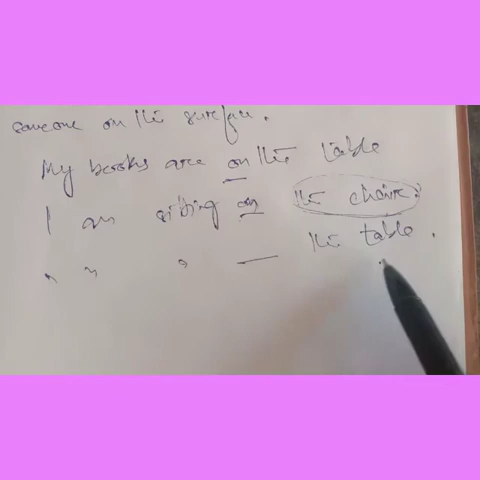 someone on the surface.
My books are on the table
I am sitting on the chair.
" " " — the table.